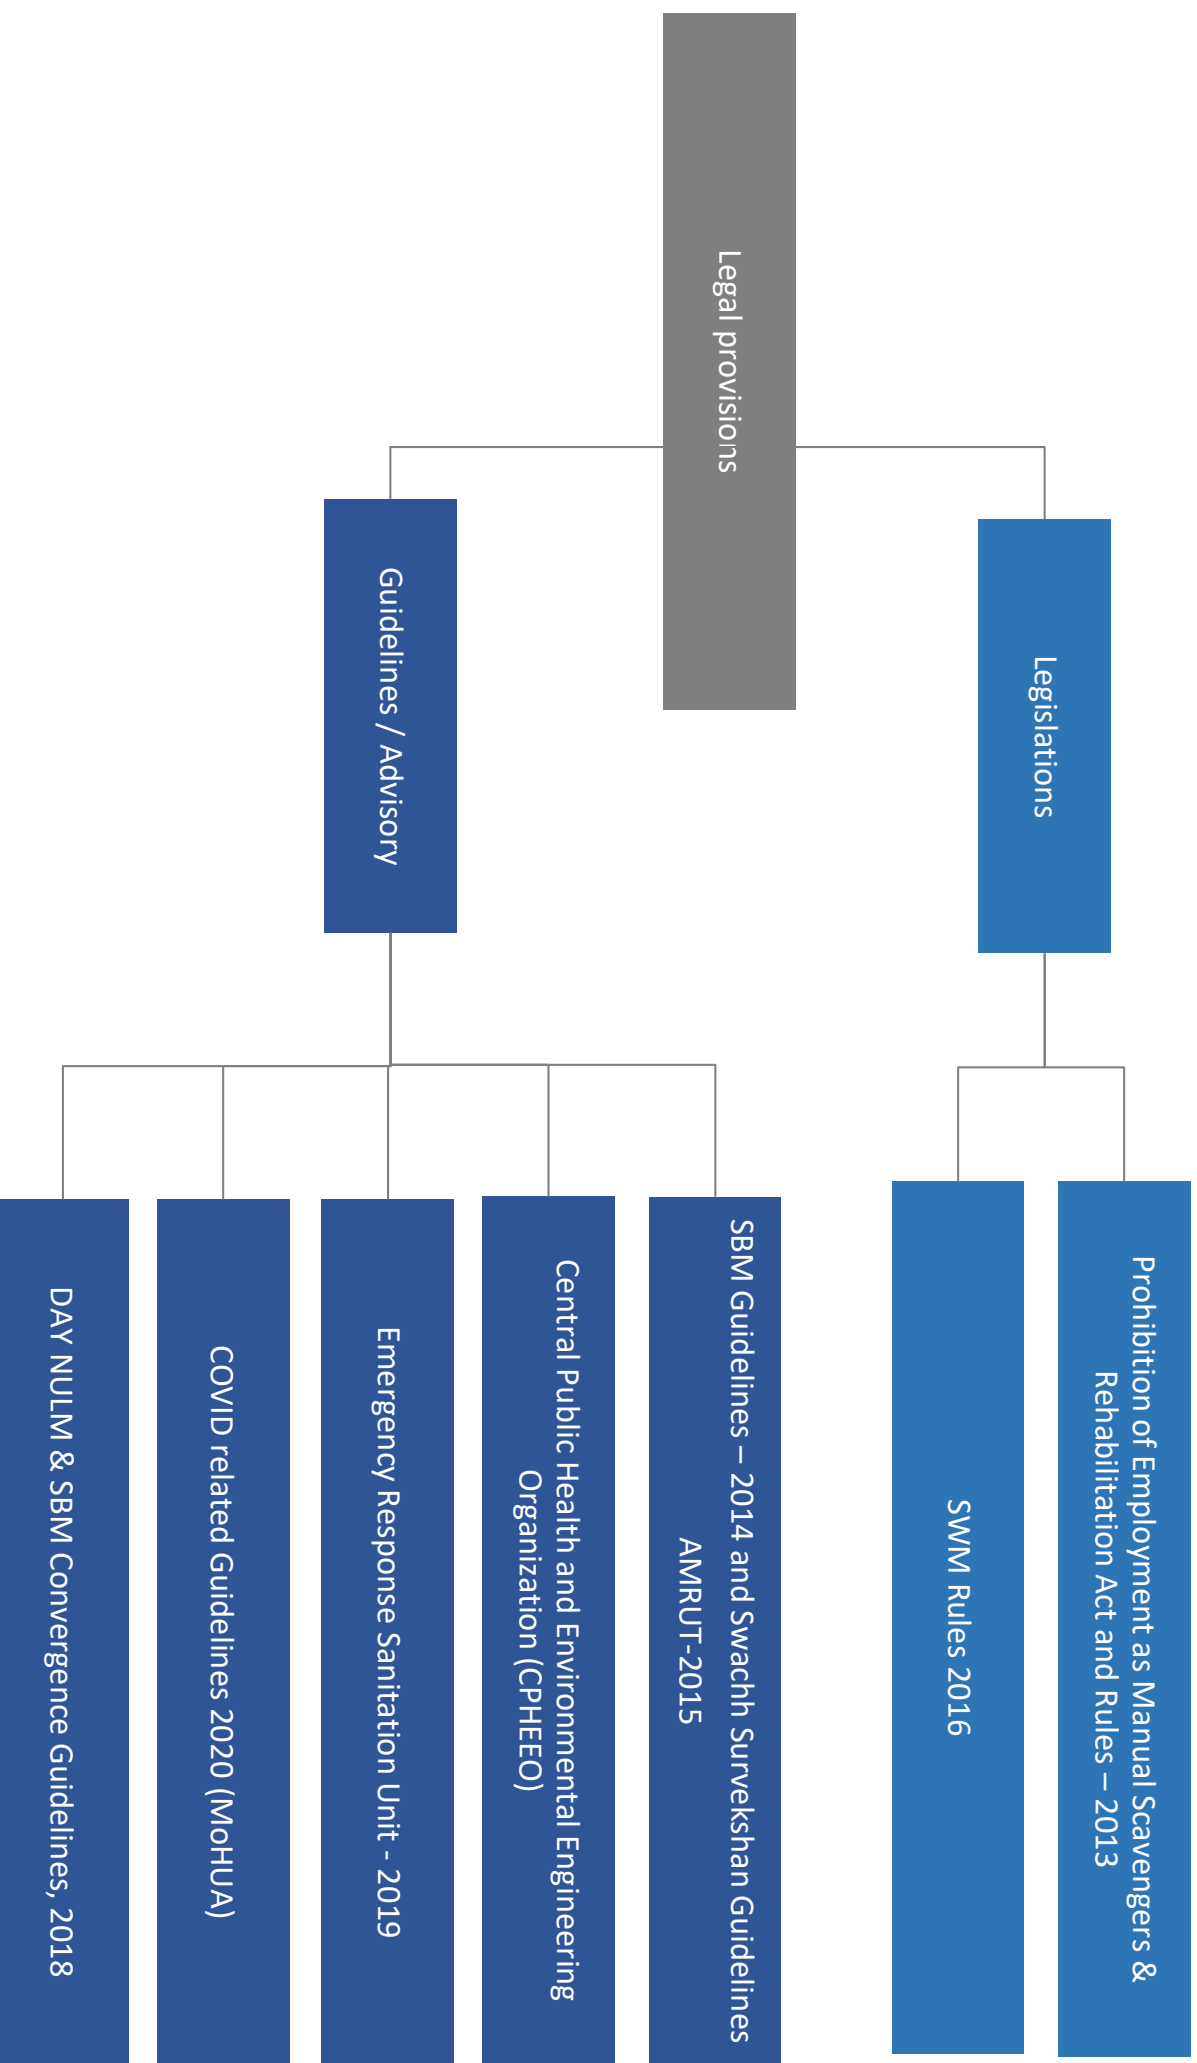 Legal provisions
Legislations
Prohibition of Employment as Manual Scavengers &
Rehabilitation Act and Rules – 2013
SWM Rules 2016
Guidelines / Advisory
SBM Guidelines – 2014 and Swachh Survekshan Guidelines
AMRUT-2015
Central Public Health and Environmental Engineering
Organization (CPHEEO)
Emergency Response Sanitation Unit - 2019
COVID related Guidelines 2020 (MoHUA)
DAY NULM & SBM Convergence Guidelines, 2018